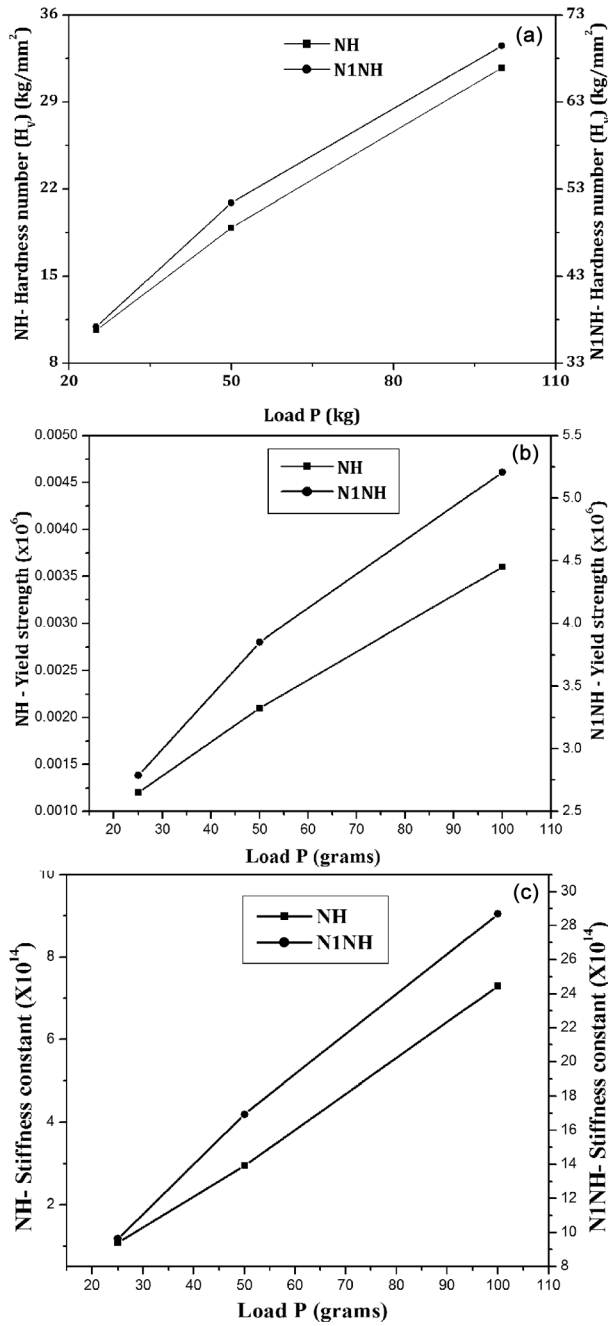 (a)
NH
N1NH
36
29
22
15
8
NH- Hardness number (Hv) (kg/mm²)
73
63
53
43
33
N1NH- Hardness number (Hv) (kg/mm²)
20 50 80 110
Load P (kg)
(b)
NH
N1NH
0.0050
0.0045
0.0040
0.0035
0.0030
0.0025
0.0020
0.0015
0.0010
NH - Yield strength (x10⁶)
5.5
5.0
4.5
4.0
3.5
3.0
2.5
N1NH - Yield strength (x10⁶)
20 30 40 50 60 70 80 90 100 110
Load P (grams)
(c)
NH
N1NH
10
8
6
4
2
NH- Stiffness constant (X10¹⁴)
30
28
26
24
22
20
18
16
14
12
10
8
N1NH- Stiffness constant (X10¹⁴)
20 30 40 50 60 70 80 90 100 110
Load P (grams)